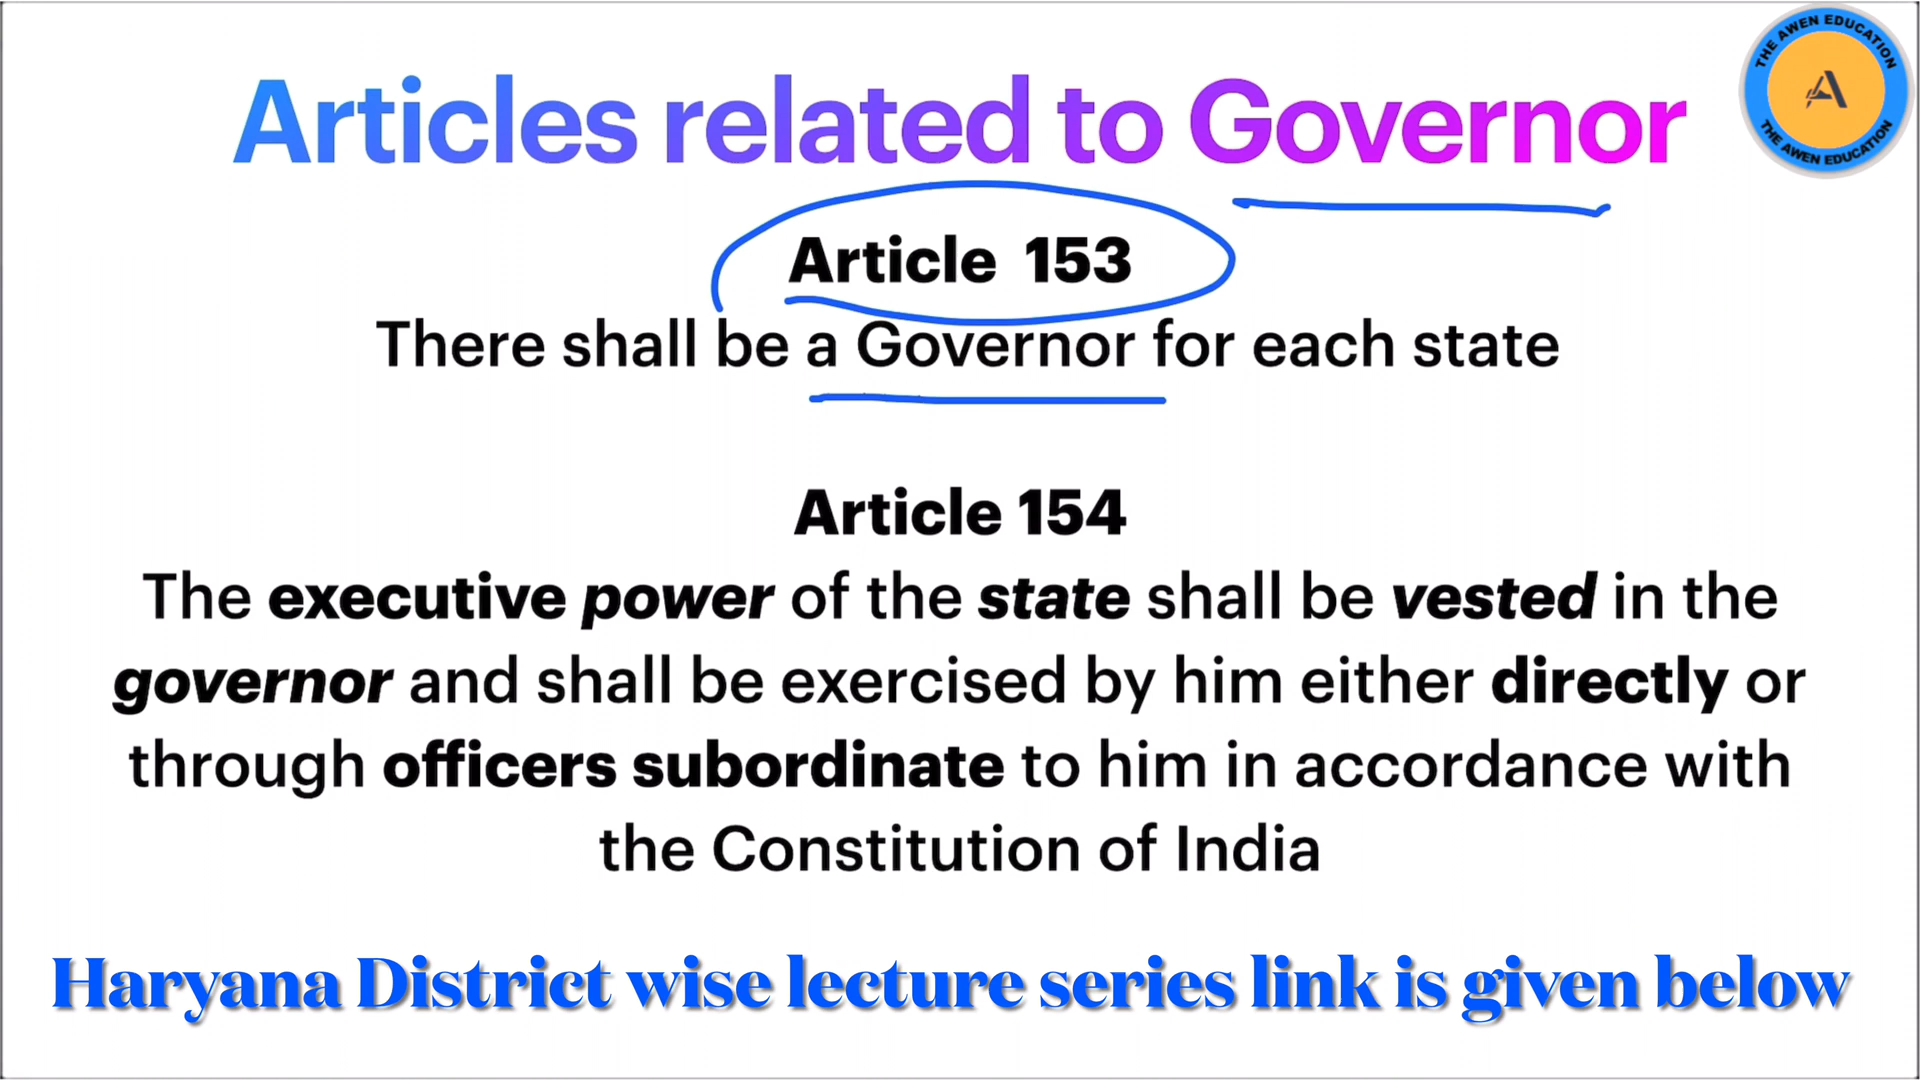 THE AWEN EDUCATION
A
THE AWEN EDUCATION
Articles related to Governor
Article 153
There shall be a Governor for each state
Article 154
The executive power of the state shall be vested in the
governor and shall be exercised by him either directly or
through officers subordinate to him in accordance with
the Constitution of India
Haryana District wise lecture series link is given below